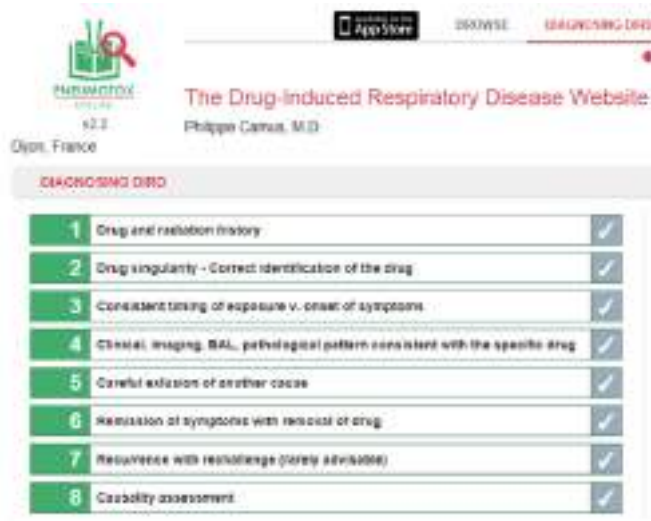 App Store
BROWSE
DIAGNOSING DIRD
PNEUMOTOX
v2.2
The Drug-Induced Respiratory Disease Website
Philippe Camus, M.D
Dijon, France
DIAGNOSING DIRD
1 Drug and radiation history
2 Drug singularity - Correct identification of the drug
3 Consistent timing of exposure v. onset of symptoms
4 Clinical, imaging, BAL, pathological pattern consistent with the specific drug
5 Careful exlusion of another cause
6 Remission of symptoms with removal of drug
7 Recurrence with rechallenge (rarely advisable)
8 Causality assessment